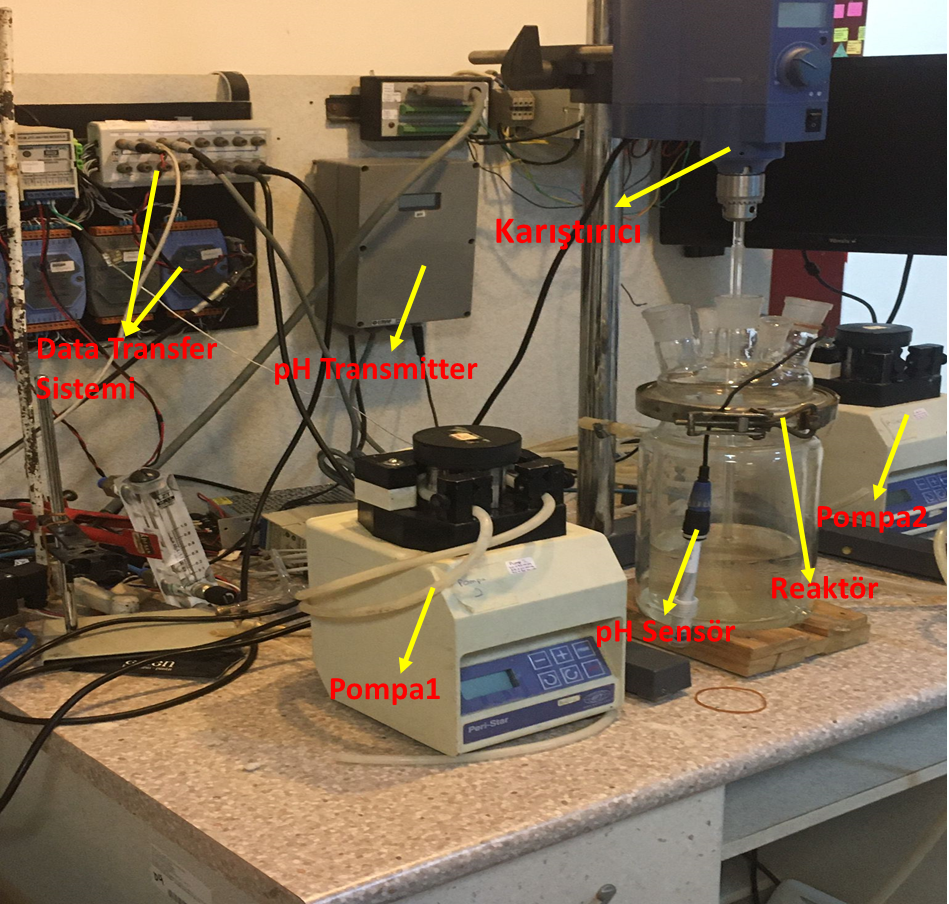 Karıştırıcı
Data Transfer
Sistemi
pH Transmitter
Pompa2
Reaktör
pH Sensör
Pompa1
Peri-Star